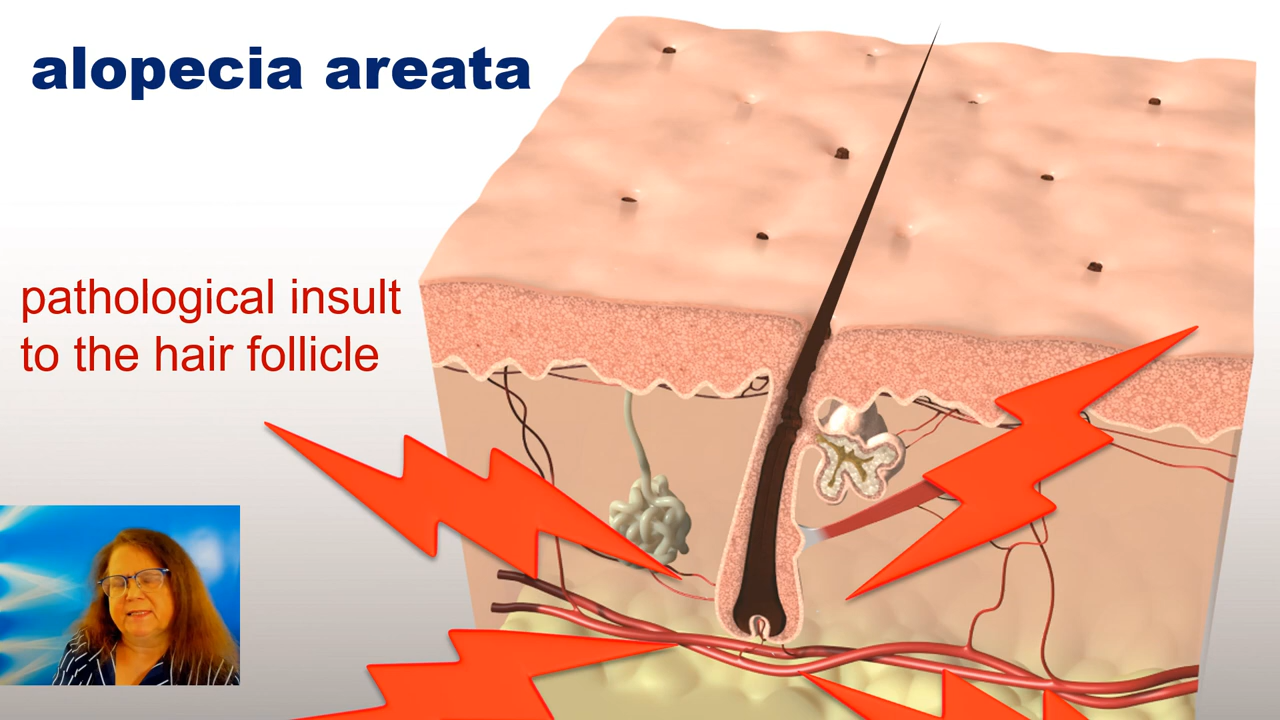 alopecia areata
pathological insult
to the hair follicle